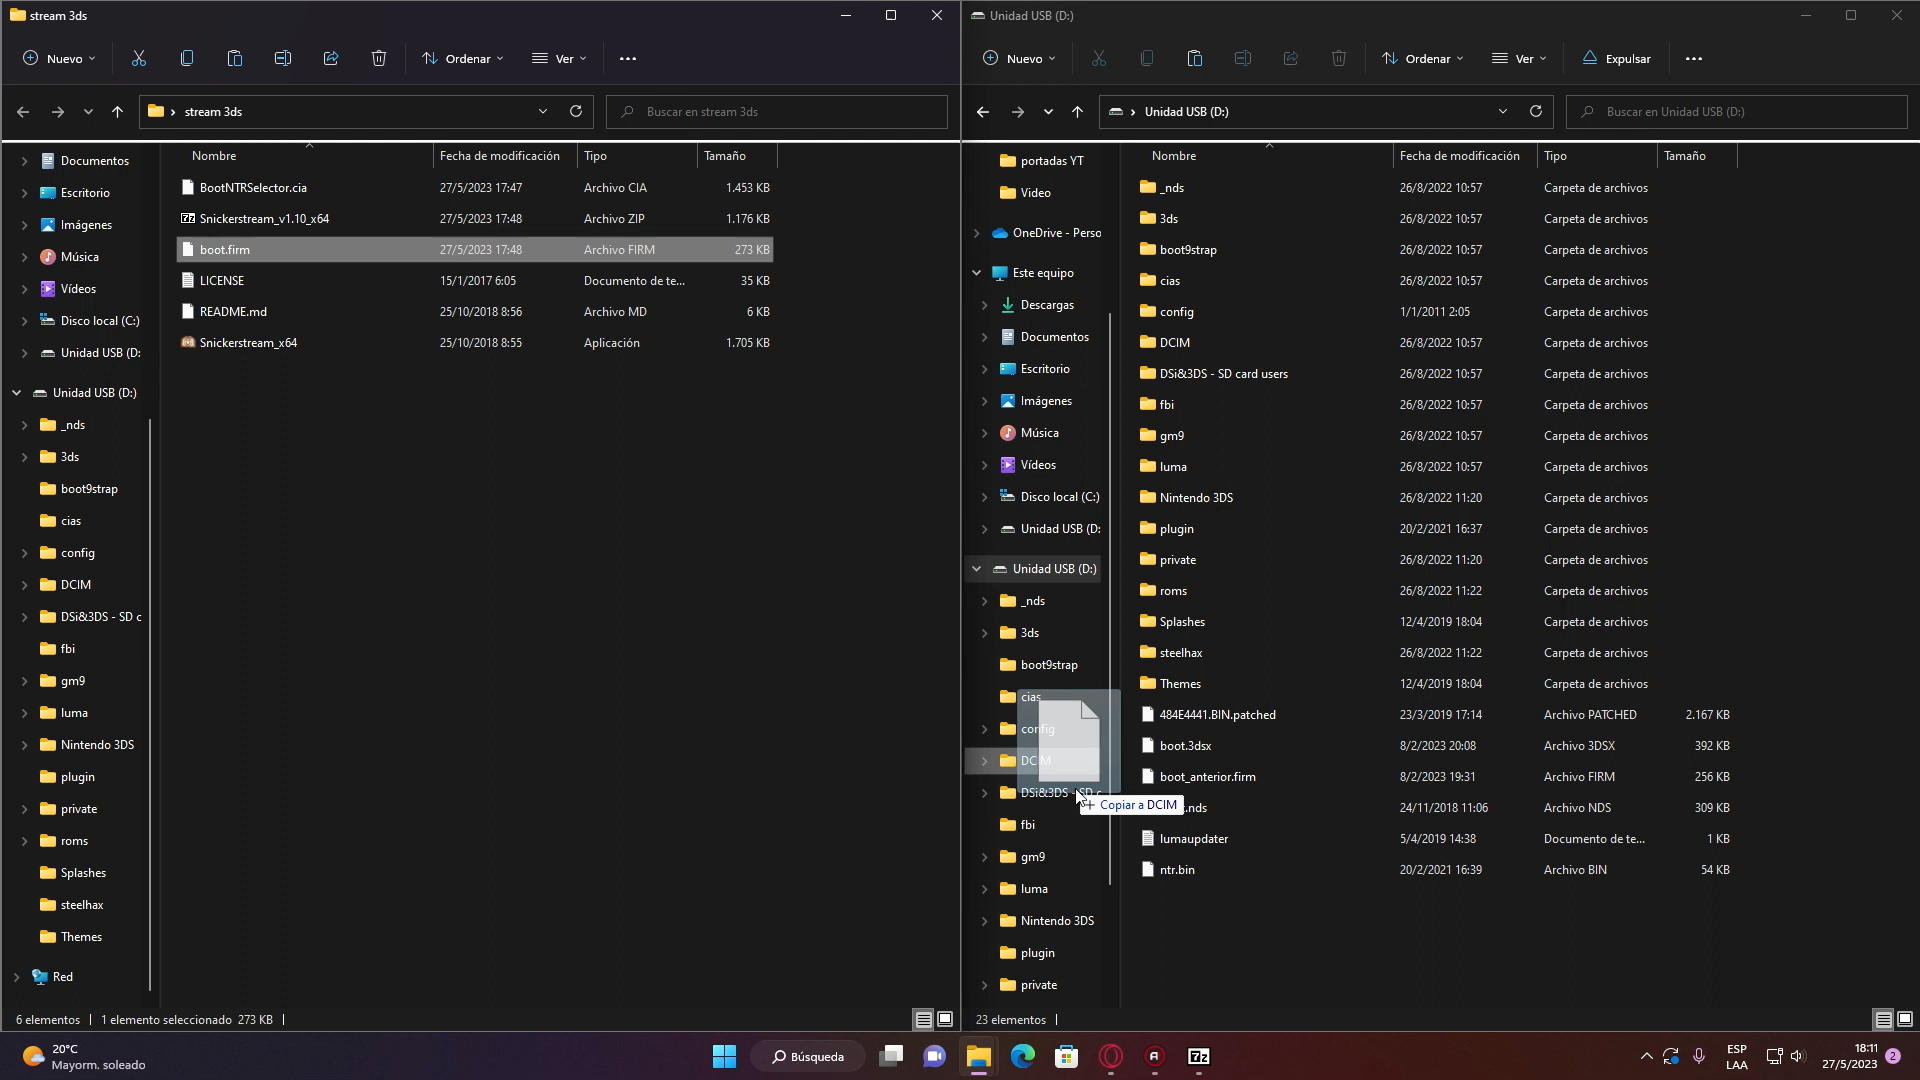 stream 3ds
Nuevo
Ordenar
Ver
stream 3ds
Buscar en stream 3ds
Documentos
Escritorio
Imágenes
Música
Vídeos
Disco local (C:)
Unidad USB (D:
Unidad USB (D:)
_nds
3ds
boot9strap
cias
config
DCIM
DSi&3DS - SD c
fbi
gm9
luma
Nintendo 3DS
plugin
private
roms
Splashes
steelhax
Themes
Red
Nombre Fecha de modificación Tipo Tamaño
BootNTRSelector.cia 27/5/2023 17:47 Archivo CIA 1.453 KB
Snickerstream_v1.10_x64 27/5/2023 17:48 Archivo ZIP 1.176 KB
boot.firm 27/5/2023 17:48 Archivo FIRM 273 KB
LICENSE 15/1/2017 6:05 Documento de te... 35 KB
README.md 25/10/2018 8:56 Archivo MD 6 KB
Snickerstream_x64 25/10/2018 8:55 Aplicación 1.705 KB
6 elementos 1 elemento seleccionado 273 KB
Unidad USB (D:)
Nuevo
Ordenar
Ver
Expulsar
Unidad USB (D:)
Buscar en Unidad USB (D:)
portadas YT
Video
OneDrive - Perso
Este equipo
Descargas
Documentos
Escritorio
Imágenes
Música
Vídeos
Disco local (C:)
Unidad USB (D:
Unidad USB (D:)
_nds
3ds
boot9strap
cias
config
DCIM
DSi&3DS - SD c
fbi
gm9
luma
Nintendo 3DS
plugin
private
Nombre Fecha de modificación Tipo Tamaño
_nds 26/8/2022 10:57 Carpeta de archivos
3ds 26/8/2022 10:57 Carpeta de archivos
boot9strap 26/8/2022 10:57 Carpeta de archivos
cias 26/8/2022 10:57 Carpeta de archivos
config 1/1/2011 2:05 Carpeta de archivos
DCIM 26/8/2022 10:57 Carpeta de archivos
DSi&3DS - SD card users 26/8/2022 10:57 Carpeta de archivos
fbi 26/8/2022 10:57 Carpeta de archivos
gm9 26/8/2022 10:57 Carpeta de archivos
luma 26/8/2022 10:57 Carpeta de archivos
Nintendo 3DS 26/8/2022 11:20 Carpeta de archivos
plugin 20/2/2021 16:37 Carpeta de archivos
private 26/8/2022 11:20 Carpeta de archivos
roms 26/8/2022 11:22 Carpeta de archivos
Splashes 12/4/2019 18:04 Carpeta de archivos
steelhax 26/8/2022 11:22 Carpeta de archivos
Themes 12/4/2019 18:04 Carpeta de archivos
484E4441.BIN.patched 23/3/2019 17:14 Archivo PATCHED 2.167 KB
boot.3dsx 8/2/2023 20:08 Archivo 3DSX 392 KB
boot_anterior.firm 8/2/2023 19:31 Archivo FIRM 256 KB
.nds 24/11/2018 11:06 Archivo NDS 309 KB
lumaupdater 5/4/2019 14:38 Documento de te... 1 KB
ntr.bin 20/2/2021 16:39 Archivo BIN 54 KB
Copiar a DCIM
23 elementos
20°C
Mayorm. soleado
Búsqueda
7z
ESP
LAA
18:11
27/5/2023
2